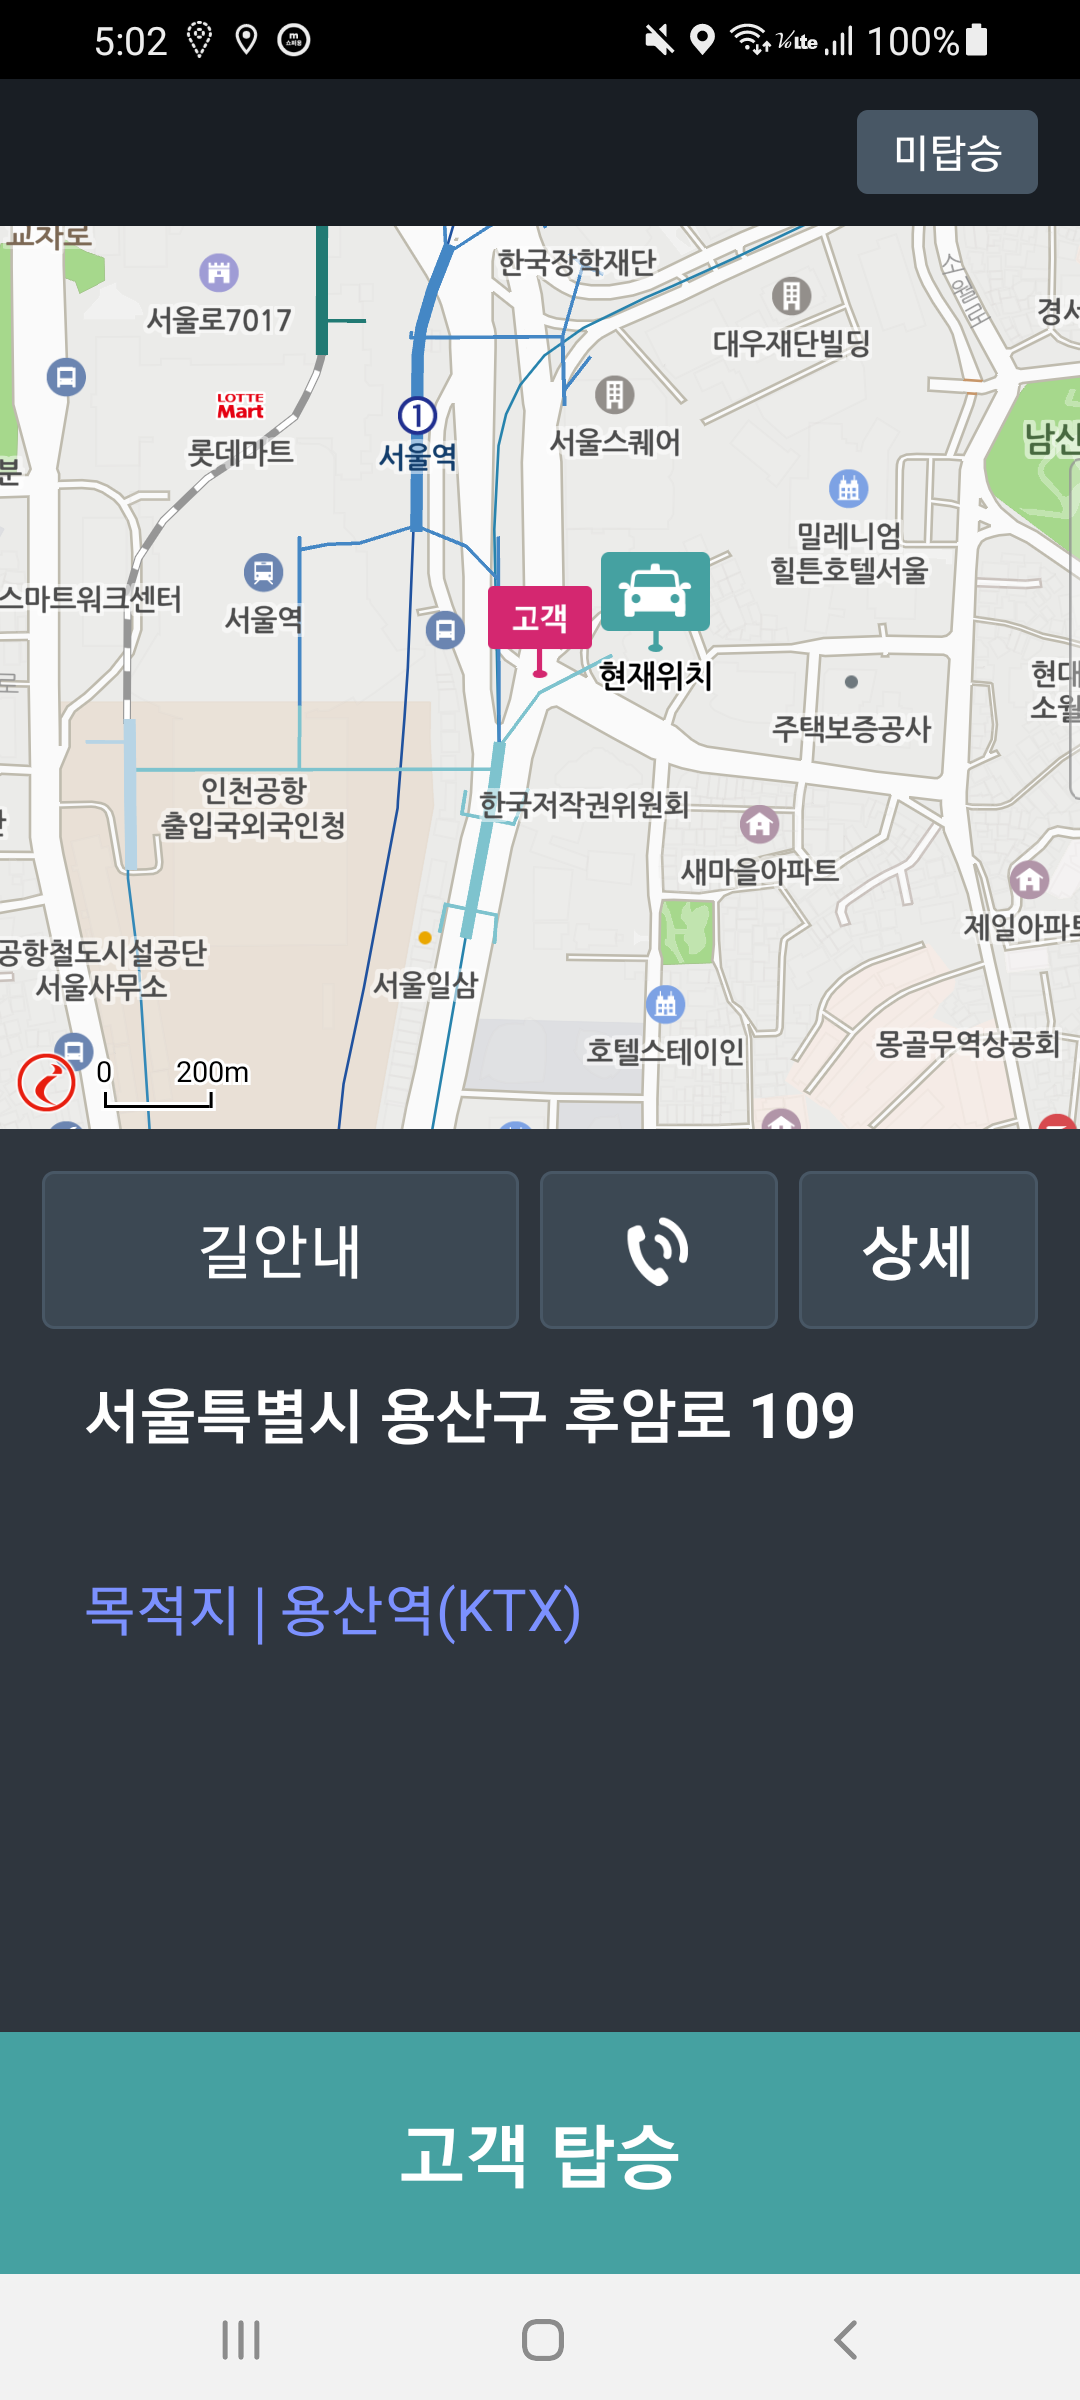 5:02
100%
미탑승
교차로
한국장학재단
서울로7017
대우재단빌딩
LOTTE
Mart
롯데마트
1
서울역
서울스퀘어
남산
밀레니엄
힐튼호텔서울
스마트워크센터
서울역
고객
현재위치
현대
주택보증공사
인천공항
출입국외국인청
한국저작권위원회
새마을아파트
제일아파트
공항철도시설공단
서울사무소
서울일삼
호텔스테이인
몽골무역상공회
0 200m
길안내
상세
서울특별시 용산구 후암로 109
목적지 | 용산역(KTX)
고객 탑승